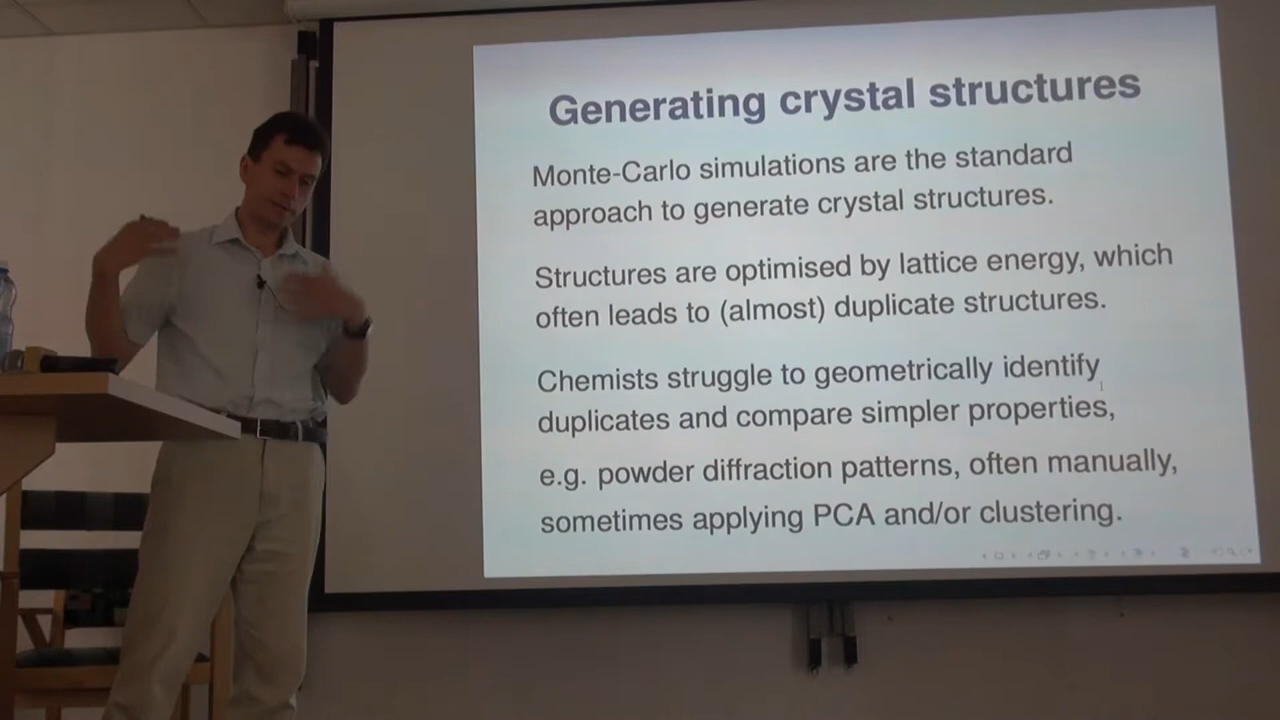 Generating crystal structures
Monte-Carlo simulations are the standard
approach to generate crystal structures.
Structures are optimised by lattice energy, which
often leads to (almost) duplicate structures.
Chemists struggle to geometrically identify
duplicates and compare simpler properties,
e.g. powder diffraction patterns, often manually,
sometimes applying PCA and/or clustering.